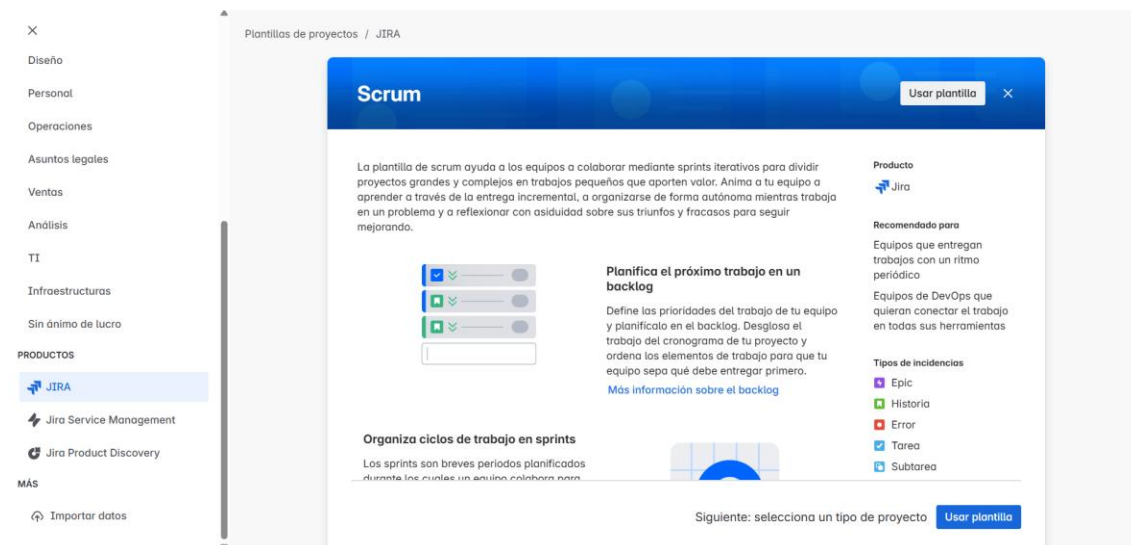 Diseño
Personal
Operaciones
Asuntos legales
Ventas
Análisis
TI
Infraestructuras
Sin ánimo de lucro
PRODUCTOS
JIRA
Jira Service Management
Jira Product Discovery
MÁS
Importar datos
Plantillas de proyectos / JIRA
Scrum
Usar plantilla
La plantilla de scrum ayuda a los equipos a colaborar mediante sprints iterativos para dividir
proyectos grandes y complejos en trabajos pequeños que aporten valor. Anima a tu equipo a
aprender a través de la entrega incremental, a organizarse de forma autónoma mientras trabaja
en un problema y a reflexionar con asiduidad sobre sus triunfos y fracasos para seguir
mejorando.
Planifica el próximo trabajo en un
backlog
Define las prioridades del trabajo de tu equipo
y planifícalo en el backlog. Desglosa el
trabajo del cronograma de tu proyecto y
ordena los elementos de trabajo para que tu
equipo sepa qué debe entregar primero.
Más información sobre el backlog
Organiza ciclos de trabajo en sprints
Los sprints son breves periodos planificados
durante los cuales un equipo colabora para
Producto
Jira
Recomendado para
Equipos que entregan
trabajos con un ritmo
periódico
Equipos de DevOps que
quieran conectar el trabajo
en todas sus herramientas
Tipos de incidencias
Epic
Historia
Error
Tarea
Subtarea
Siguiente: selecciona un tipo de proyecto
Usar plantilla